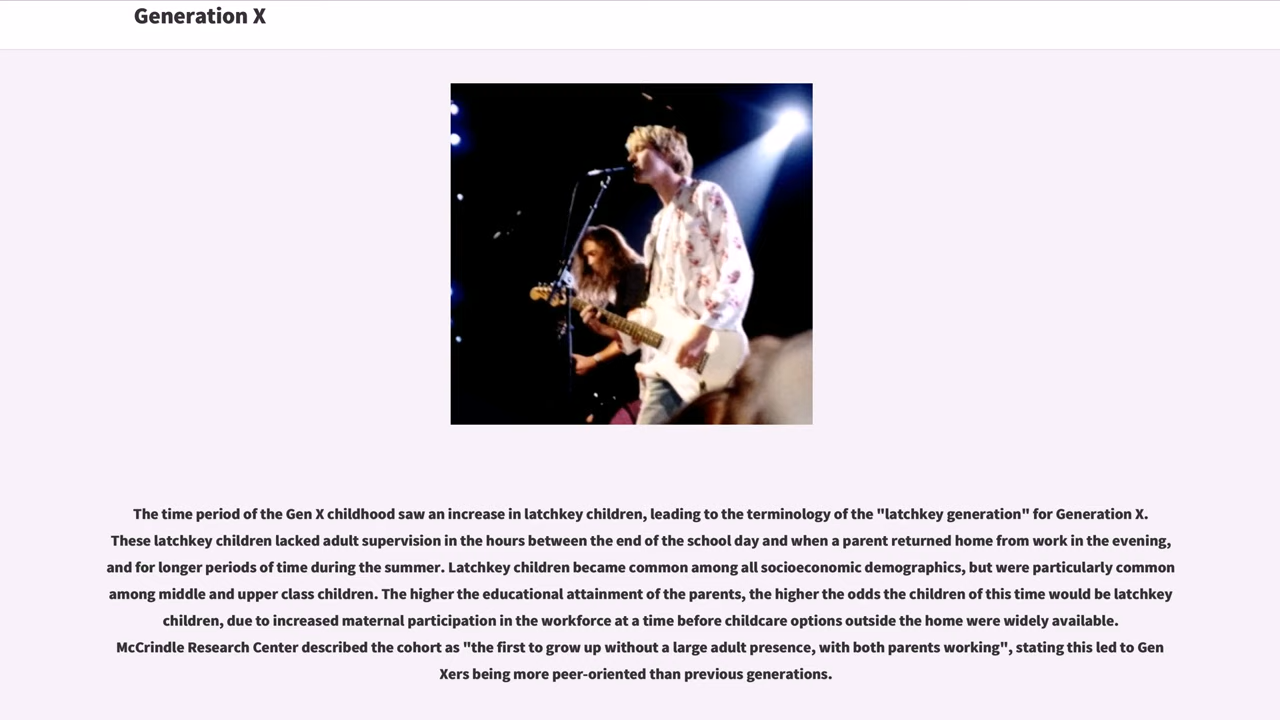 Generation X
The time period of the Gen X childhood saw an increase in latchkey children, leading to the terminology of the "latchkey generation" for Generation X.
These latchkey children lacked adult supervision in the hours between the end of the school day and when a parent returned home from work in the evening,
and for longer periods of time during the summer. Latchkey children became common among all socioeconomic demographics, but were particularly common
among middle and upper class children. The higher the educational attainment of the parents, the higher the odds the children of this time would be latchkey
children, due to increased maternal participation in the workforce at a time before childcare options outside the home were widely available.
McCrindle Research Center described the cohort as "the first to grow up without a large adult presence, with both parents working", stating this led to Gen
Xers being more peer-oriented than previous generations.